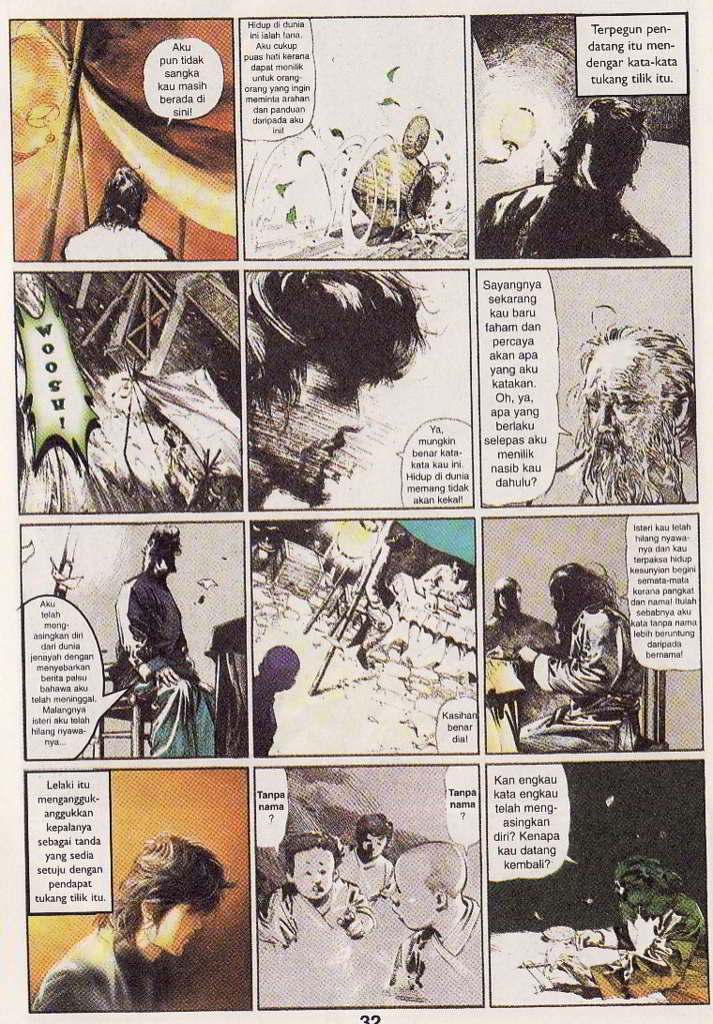 Aku
pun tidak
sangka
kau masih
berada di
sini!
Hidup di dunia
ini ialah fana.
Aku cukup
puas hati kerana
dapat menilik
untuk orang-
orang yang ingin
meminta arahan
dan panduan
daripada aku
ini!
Terpegun pen-
datang itu men-
dengar kata-kata
tukang tilik itu.
WOOSH!
Ya,
mungkin
benar kata-
kata kau ini.
Hidup di dunia
memang tidak
akan kekal!
Sayangnya
sekarang
kau baru
faham dan
percaya
akan apa
yang aku
katakan.
Oh, ya,
apa yang
berlaku
selepas aku
menilik
nasib kau
dahulu?
Aku
telah
meng-
asingkan diri
dari dunia
jenayah dengan
menyebarkan
berita palsu
bahawa aku
telah meninggal.
Malangnya
isteri aku telah
hilang nyawa-
nya...
Kasihan
benar
dia!
Isteri kau telah
hilang nyawa-
nya dan kau
terpaksa hidup
kesunyian begini
semata-mata
kerana pangkat
dan nama! Itulah
sebabnya aku
kata tanpa nama
lebih beruntung
daripada
bernama!
Lelaki itu
mengangguk-
anggukkan
kepalanya
sebagai tanda
yang sedia
setuju dengan
pendapat
tukang tilik itu.
Tanpa
nama
?
Tanpa
nama
?
Kan engkau
kata engkau
telah meng-
asingkan
diri? Kenapa
kau datang
kembali?
32